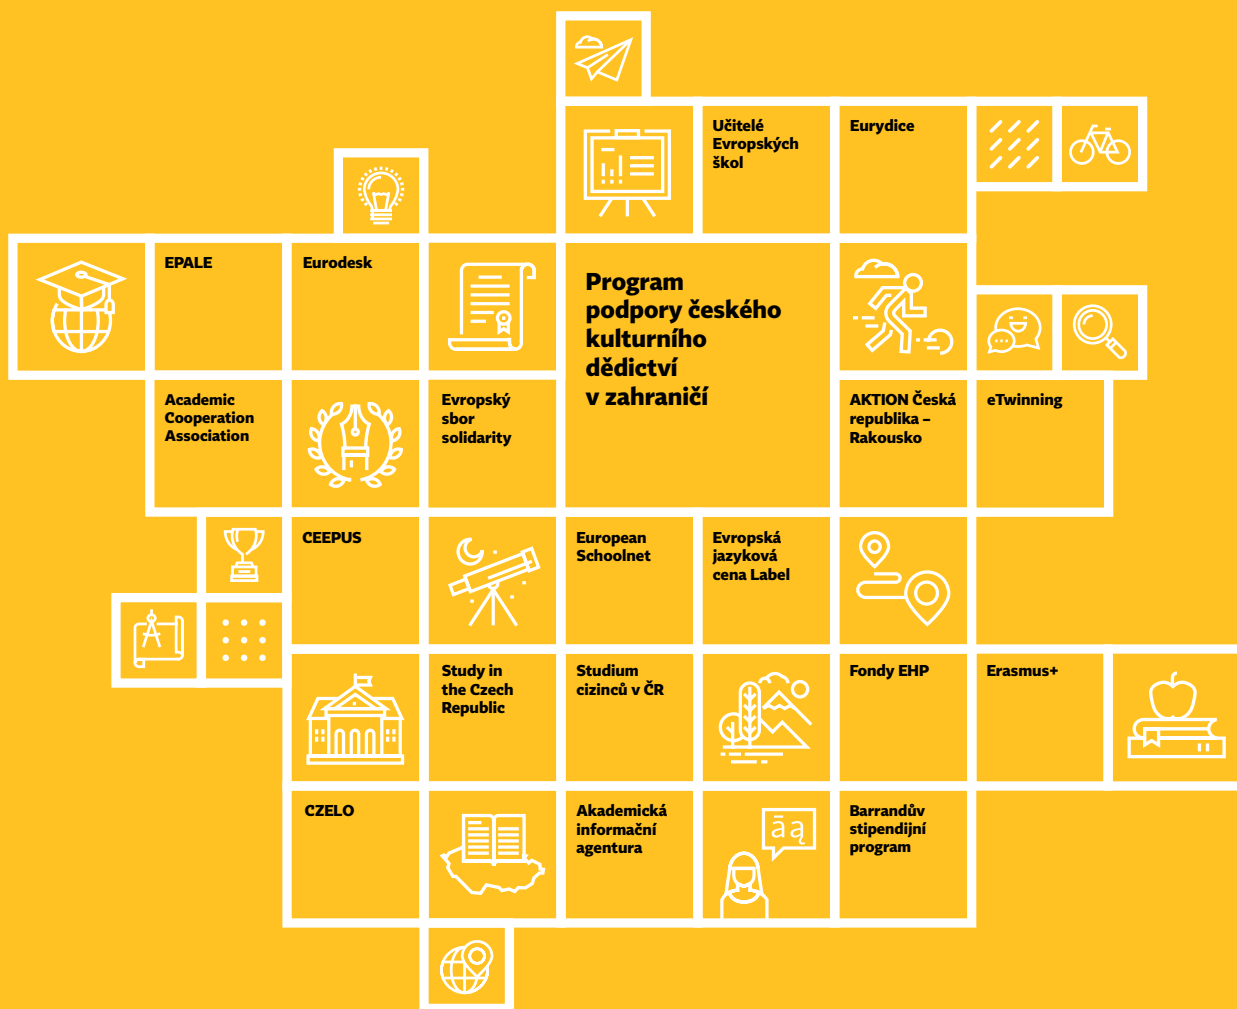 Učitelé
Evropských
škol
Eurydice
EPALE
Eurodesk
Program
podpory českého
kulturního
dědictví
v zahraničí
Academic
Cooperation
Association
Evropský
sbor
solidarity
AKTION Česká
republika –
Rakousko
eTwinning
CEEPUS
European
Schoolnet
Evropská
jazyková
cena Label
Study in
the Czech
Republic
Studium
cizinců v ČR
Fondy EHP
Erasmus+
CZELO
Akademická
informační
agentura
āą
Barrandův
stipendijní
program